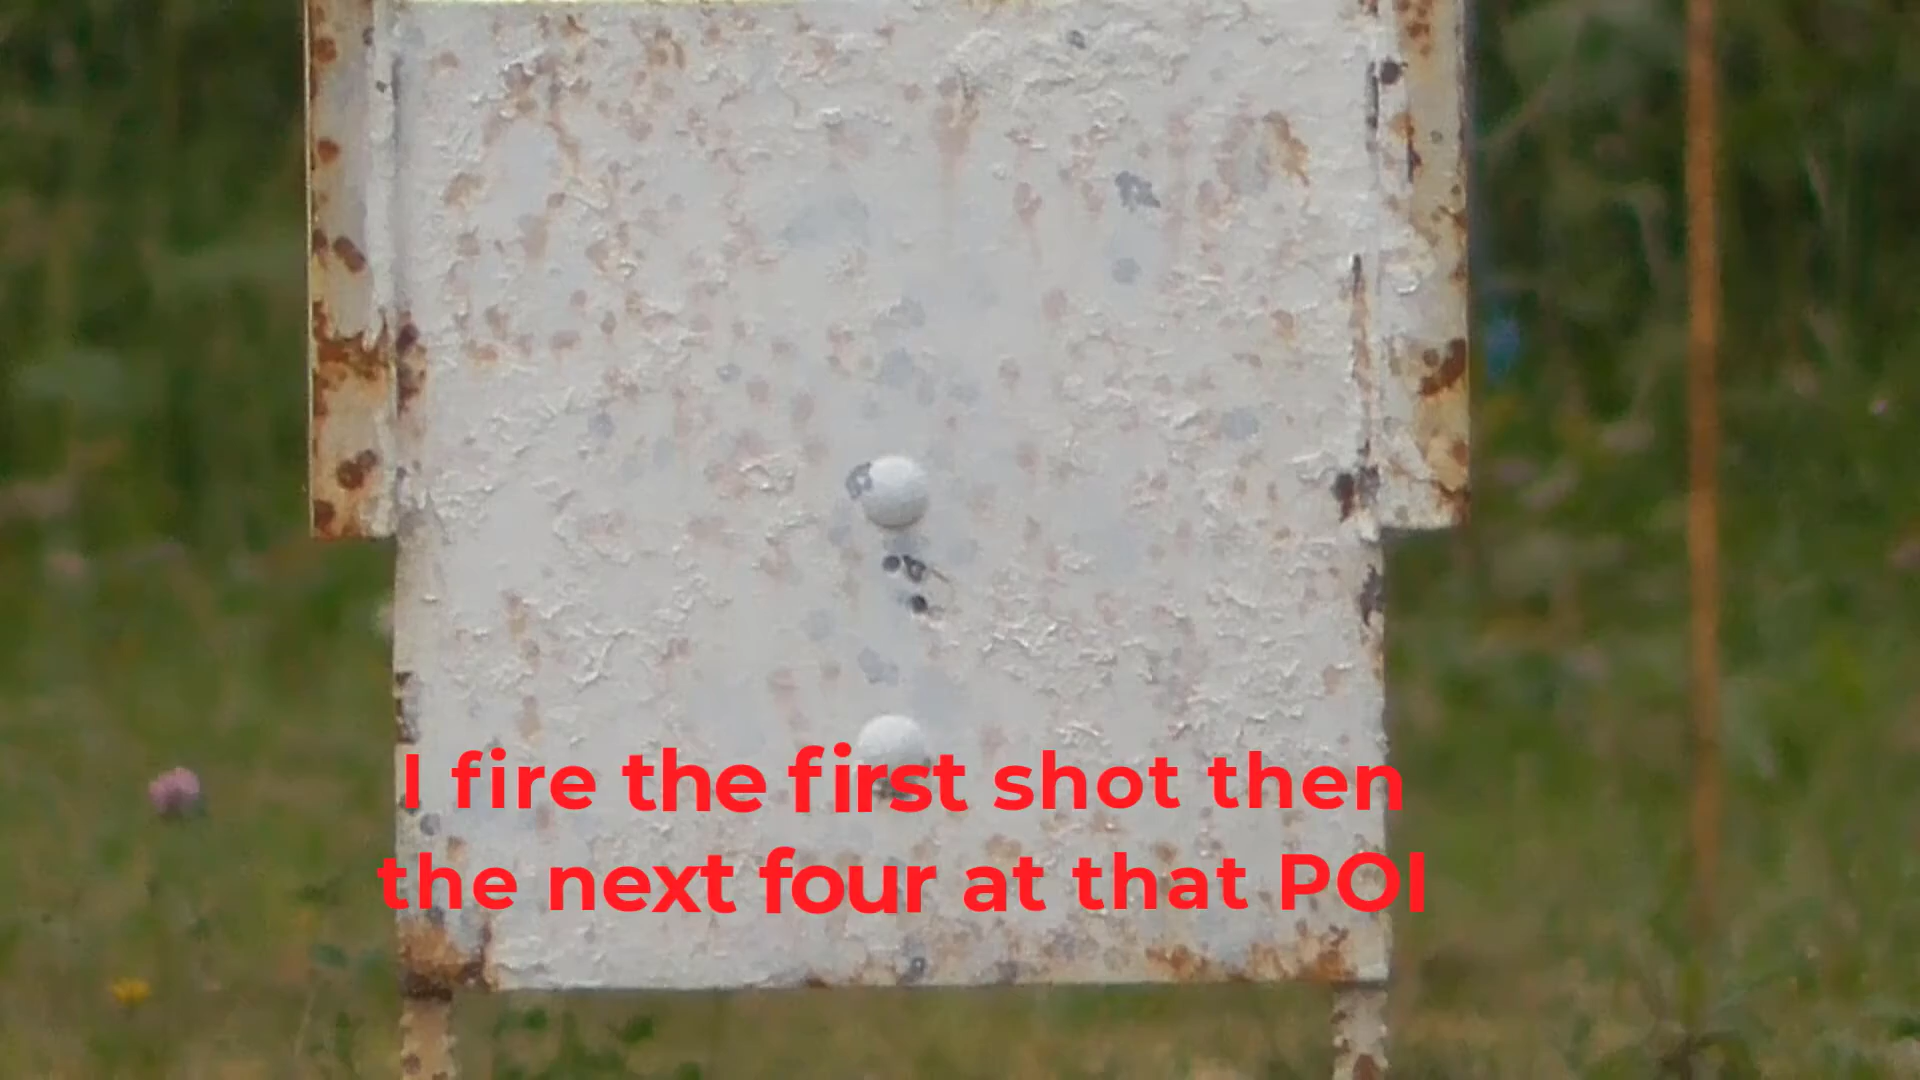 I fire the first shot then
the next four at that POI